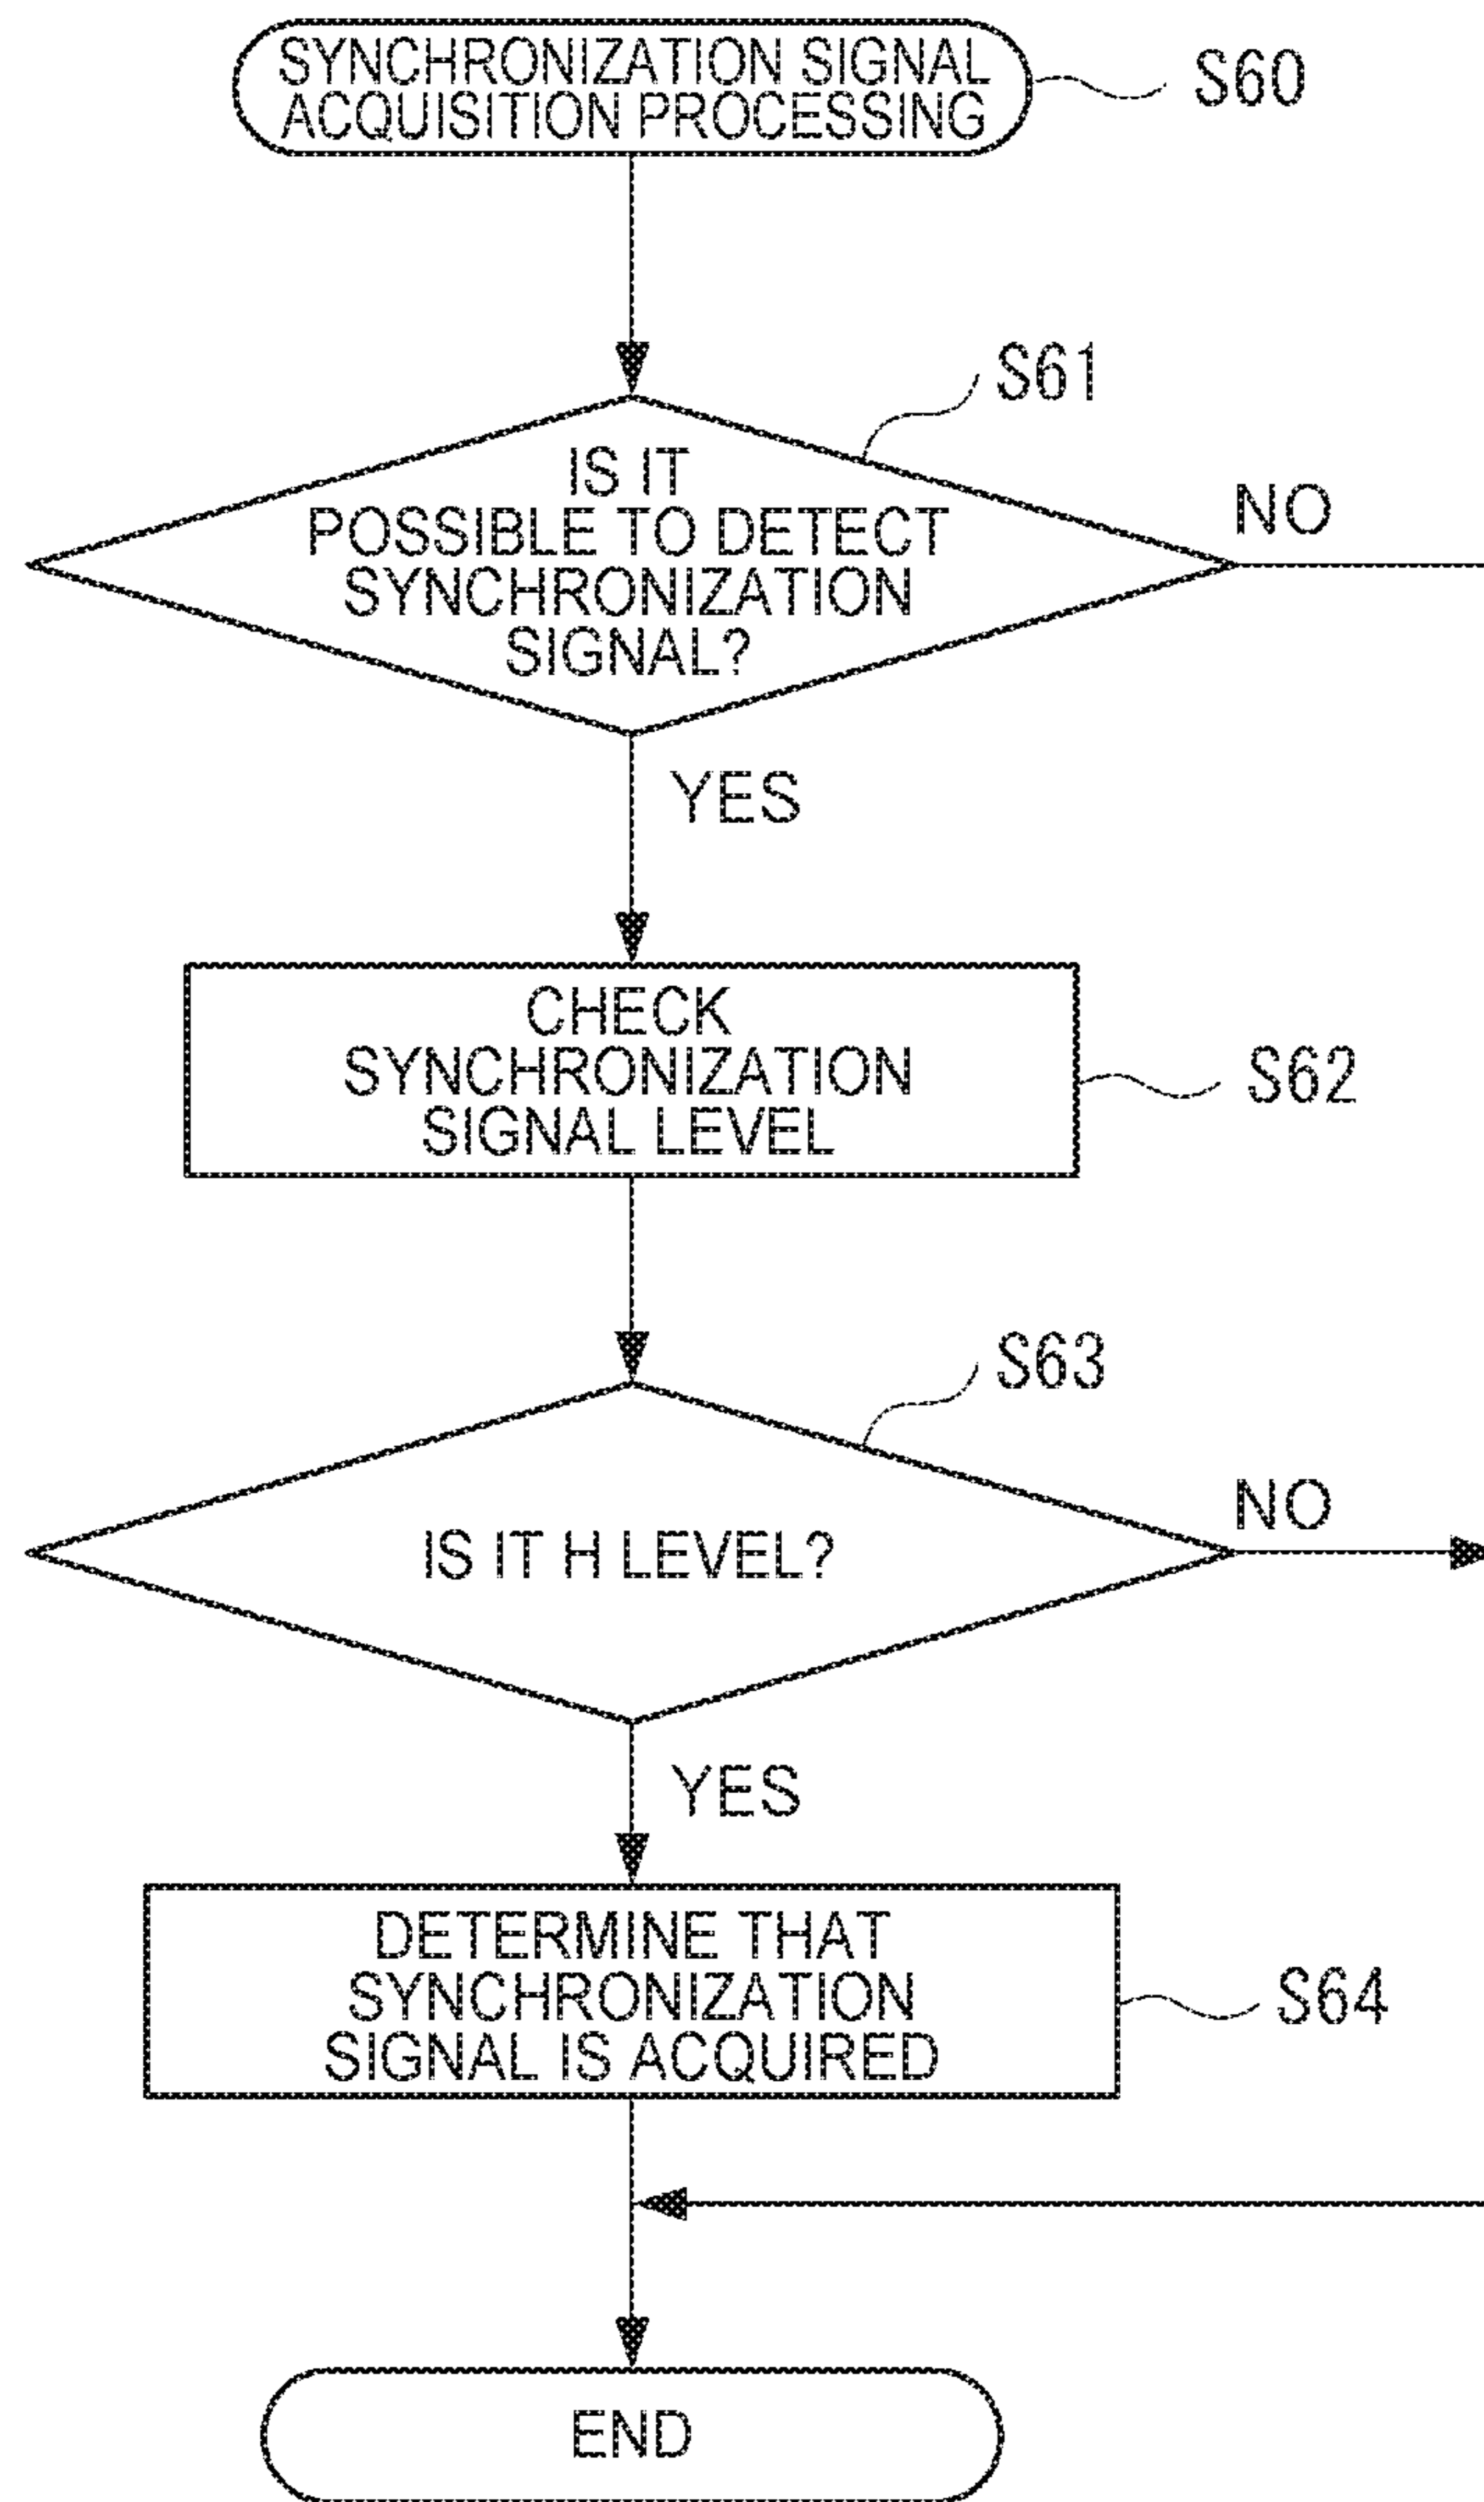 SYNCHRONIZATION SIGNAL
ACQUISITION PROCESSING
S60
S61
IS IT
POSSIBLE TO DETECT
SYNCHRONIZATION
SIGNAL?
NO
YES
CHECK
SYNCHRONIZATION
SIGNAL LEVEL
S62
S63
IS IT H LEVEL?
NO
YES
DETERMINE THAT
SYNCHRONIZATION
SIGNAL IS ACQUIRED
S64
END